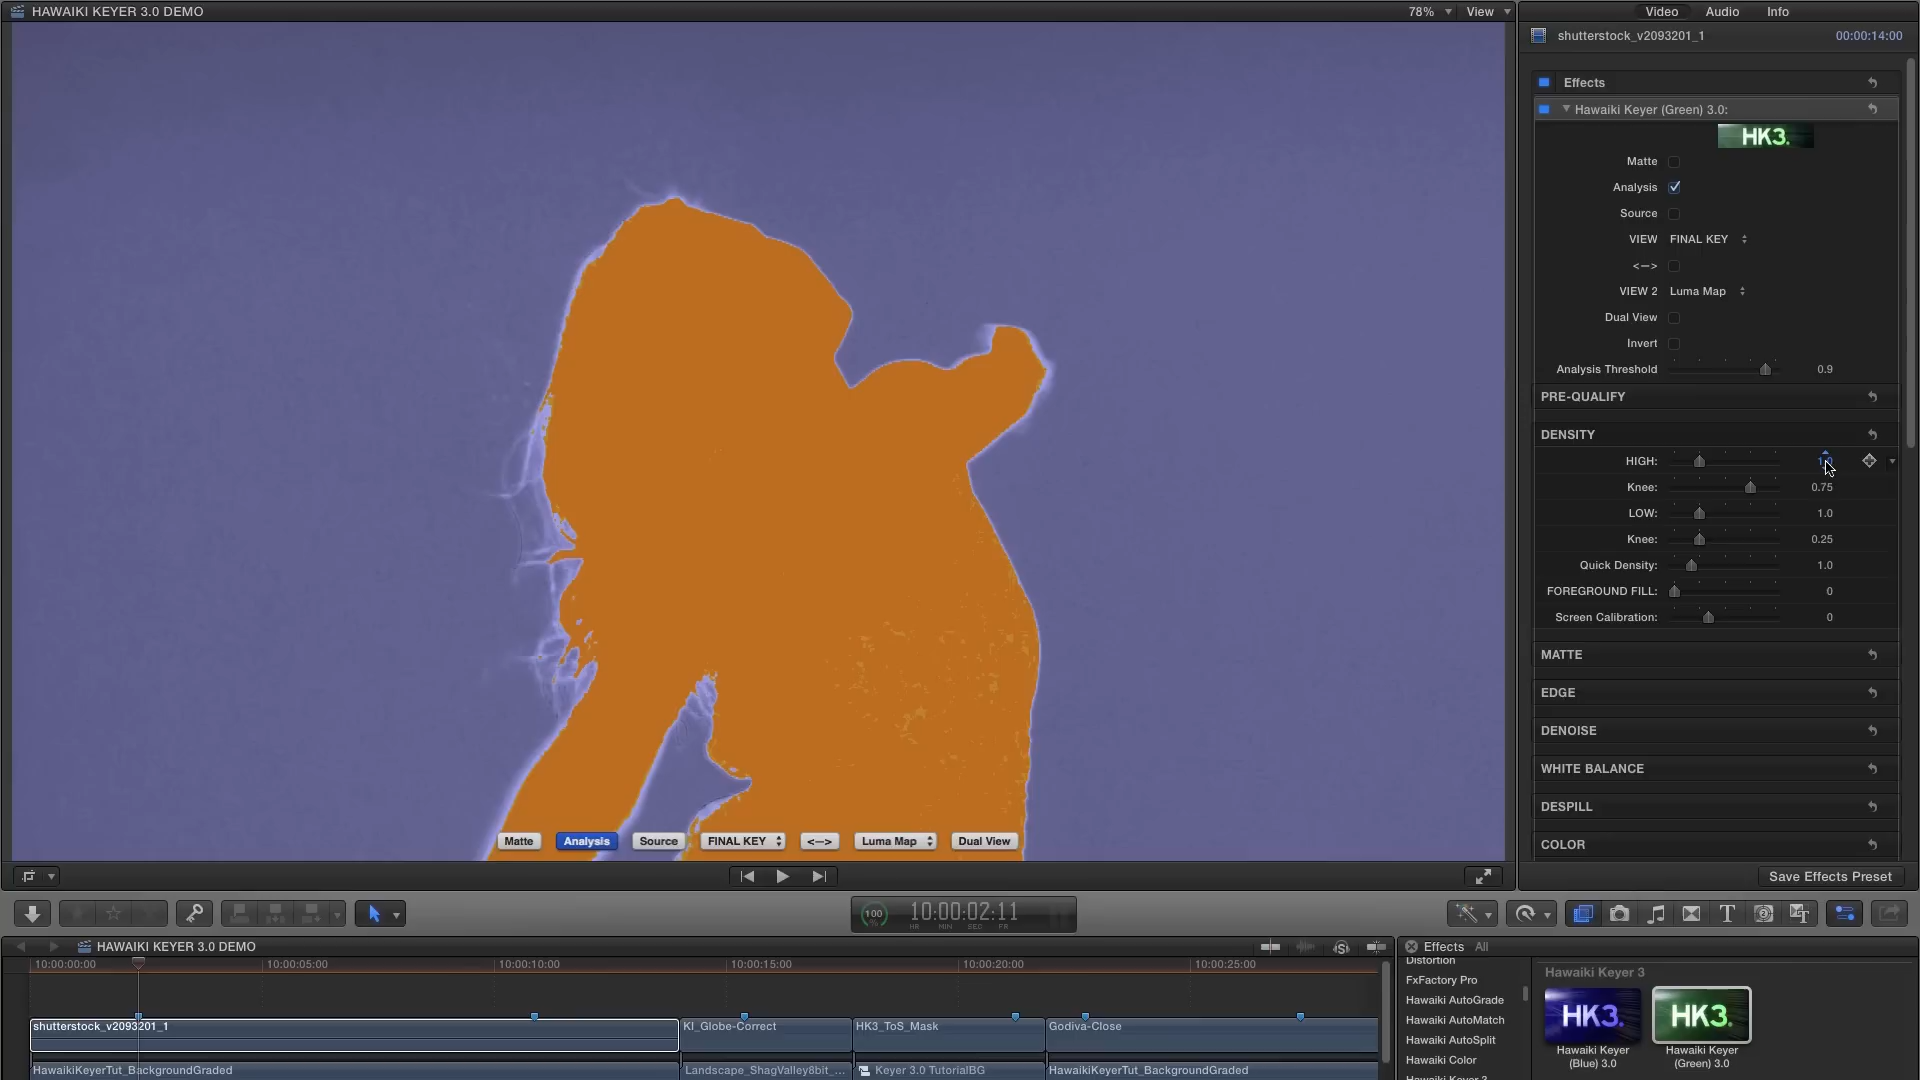 HAWAIKI KEYER 3.0 DEMO
78%
View
Video
Audio
Info
shutterstock_v2093201_1
00:00:14:00
Effects
Hawaiki Keyer (Green) 3.0:
HK3.
Matte
Analysis
Source
VIEW FINAL KEY
<—>
VIEW 2 Luma Map
Dual View
Invert
Analysis Threshold 0.9
PRE-QUALIFY
DENSITY
HIGH: 1.0
Knee: 0.75
LOW: 1.0
Knee: 0.25
Quick Density: 1.0
FOREGROUND FILL: 0
Screen Calibration: 0
MATTE
EDGE
DENOISE
WHITE BALANCE
DESPILL
COLOR
Matte
Analysis
Source
FINAL KEY
<—>
Luma Map
Dual View
Save Effects Preset
100
%
10:00:02:11
HR MIN SEC FR
HAWAIKI KEYER 3.0 DEMO
10:00:00:00
10:00:05:00
10:00:10:00
10:00:15:00
10:00:20:00
10:00:25:00
shutterstock_v2093201_1
KI_Globe-Correct
HK3_ToS_Mask
Godiva-Close
HawaikiKeyerTut_BackgroundGraded
Landscape_ShagValley8bit_...
Keyer 3.0 TutorialBG
HawaikiKeyerTut_BackgroundGraded
Effects
All
Distortion
FxFactory Pro
Hawaiki AutoGrade
Hawaiki AutoMatch
Hawaiki AutoSplit
Hawaiki Color
Hawaiki Keyer 3
HK3.
HK3.
Hawaiki Keyer
(Blue) 3.0
Hawaiki Keyer
(Green) 3.0